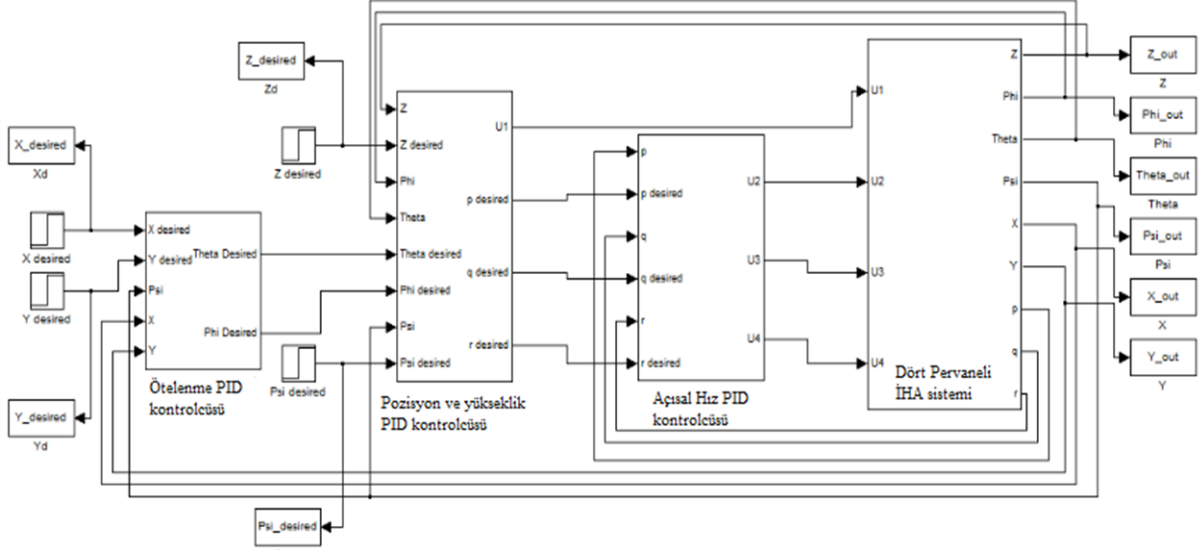 X_desired
Xd
X desired
Y desired
Y_desired
Yd
X desired
Y desired
Psi
X
Y
Theta Desired
Phi Desired
Ötelenme PID
kontrolcüsü
Z_desired
Zd
Z desired
Psi desired
Psi_desired
Z
Z desired
Phi
Theta
Theta desired
Phi desired
Psi
Psi desired
U1
p desired
q desired
r desired
Pozisyon ve yükseklik
PID kontrolcüsü
p
p desired
q
q desired
r
r desired
U2
U3
U4
Açısal Hız PID
kontrolcüsü
U1
U2
U3
U4
Z
Phi
Theta
Psi
X
Y
p
q
r
Dört Pervaneli
İHA sistemi
Z_out
Z
Phi_out
Phi
Theta_out
Theta
Psi_out
Psi
X_out
X
Y_out
Y